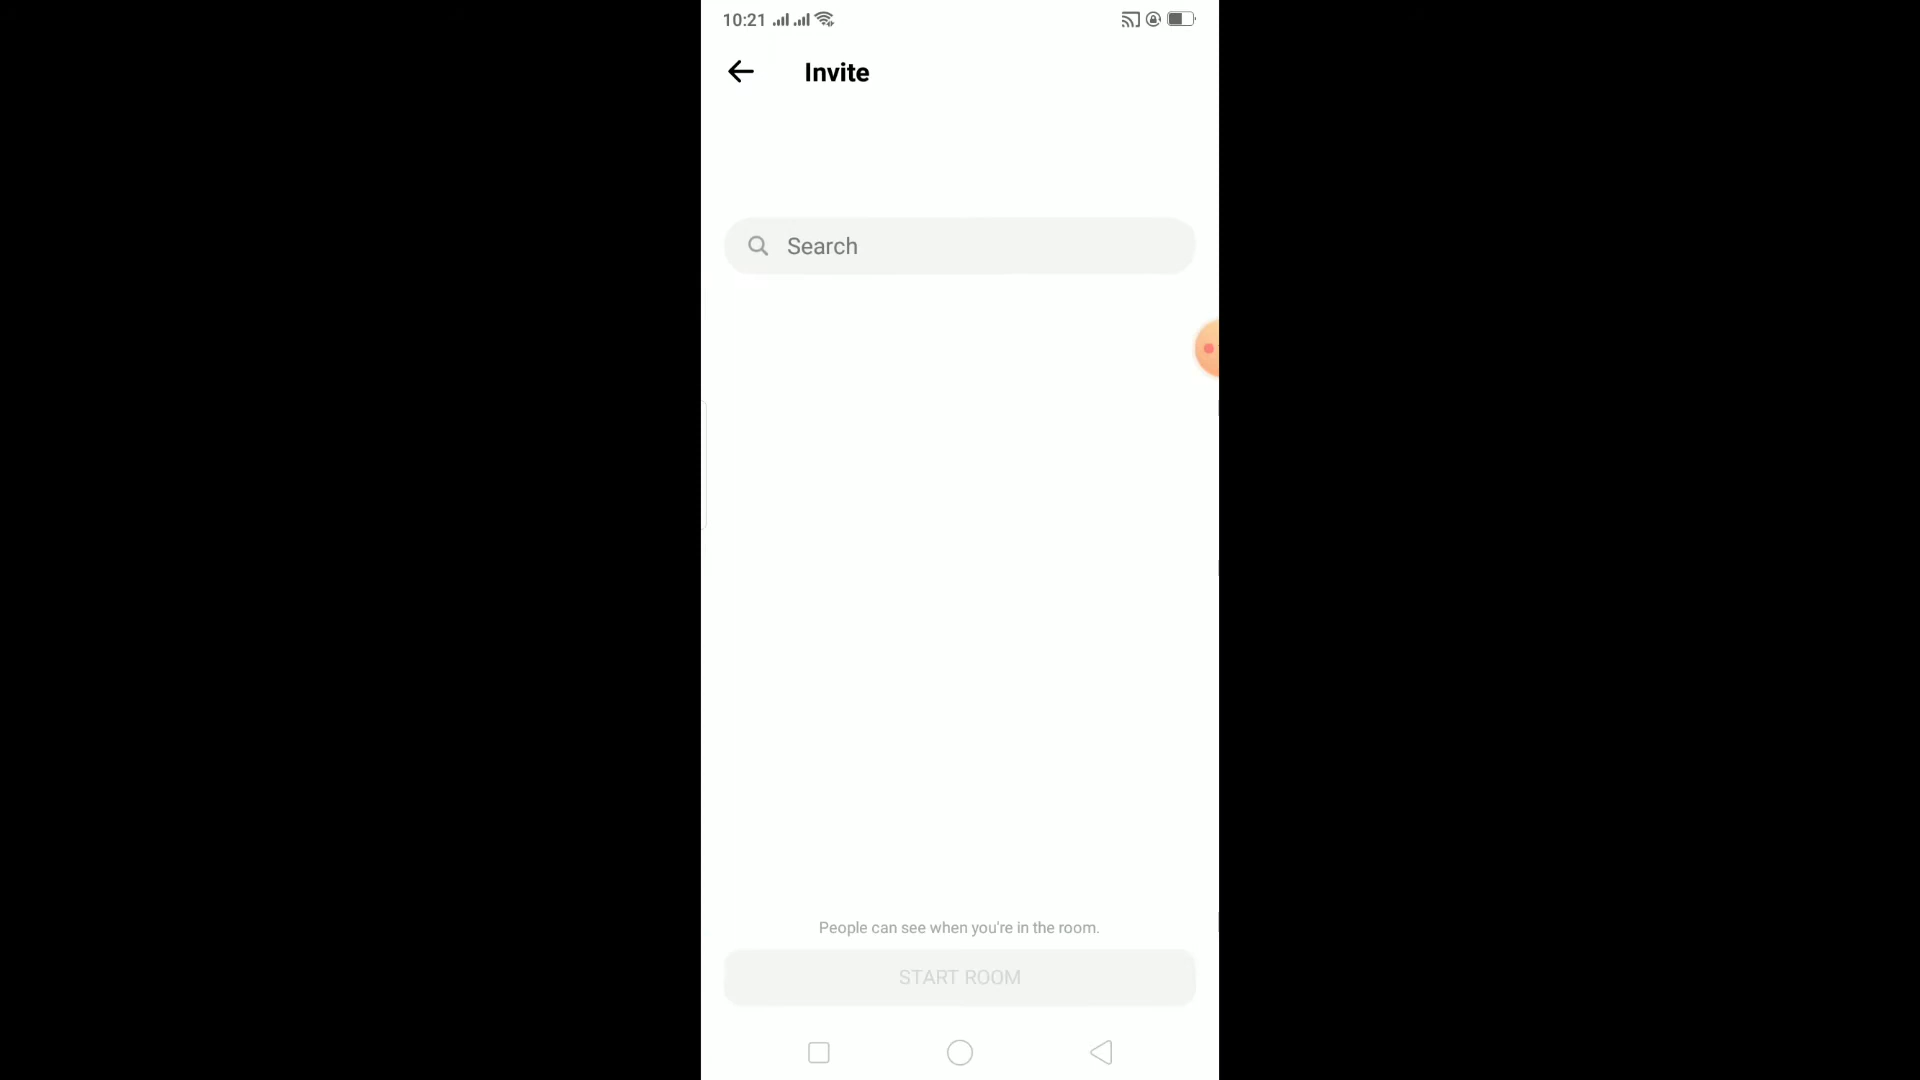 10:21
Invite
Search
People can see when you're in the room.
START ROOM